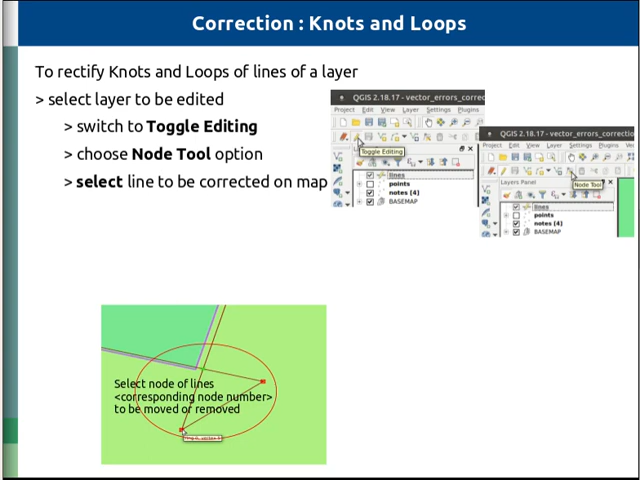 Correction : Knots and Loops
To rectify Knots and Loops of lines of a layer
> select layer to be edited
> switch to Toggle Editing
> choose Node Tool option
> select line to be corrected on map
QGIS 2.18.17 - vector_errors_correc
Project Edit View Layer Settings Plugins
Toggle Editing
lines
points
notes [4]
BASEMAP
QGIS 2.18.17 - vector_errors_correctio
Project Edit View Layer Settings Plugins
Node Tool
Layers Panel
lines
points
notes [4]
BASEMAP
Select node of lines
<corresponding node number>
to be moved or removed